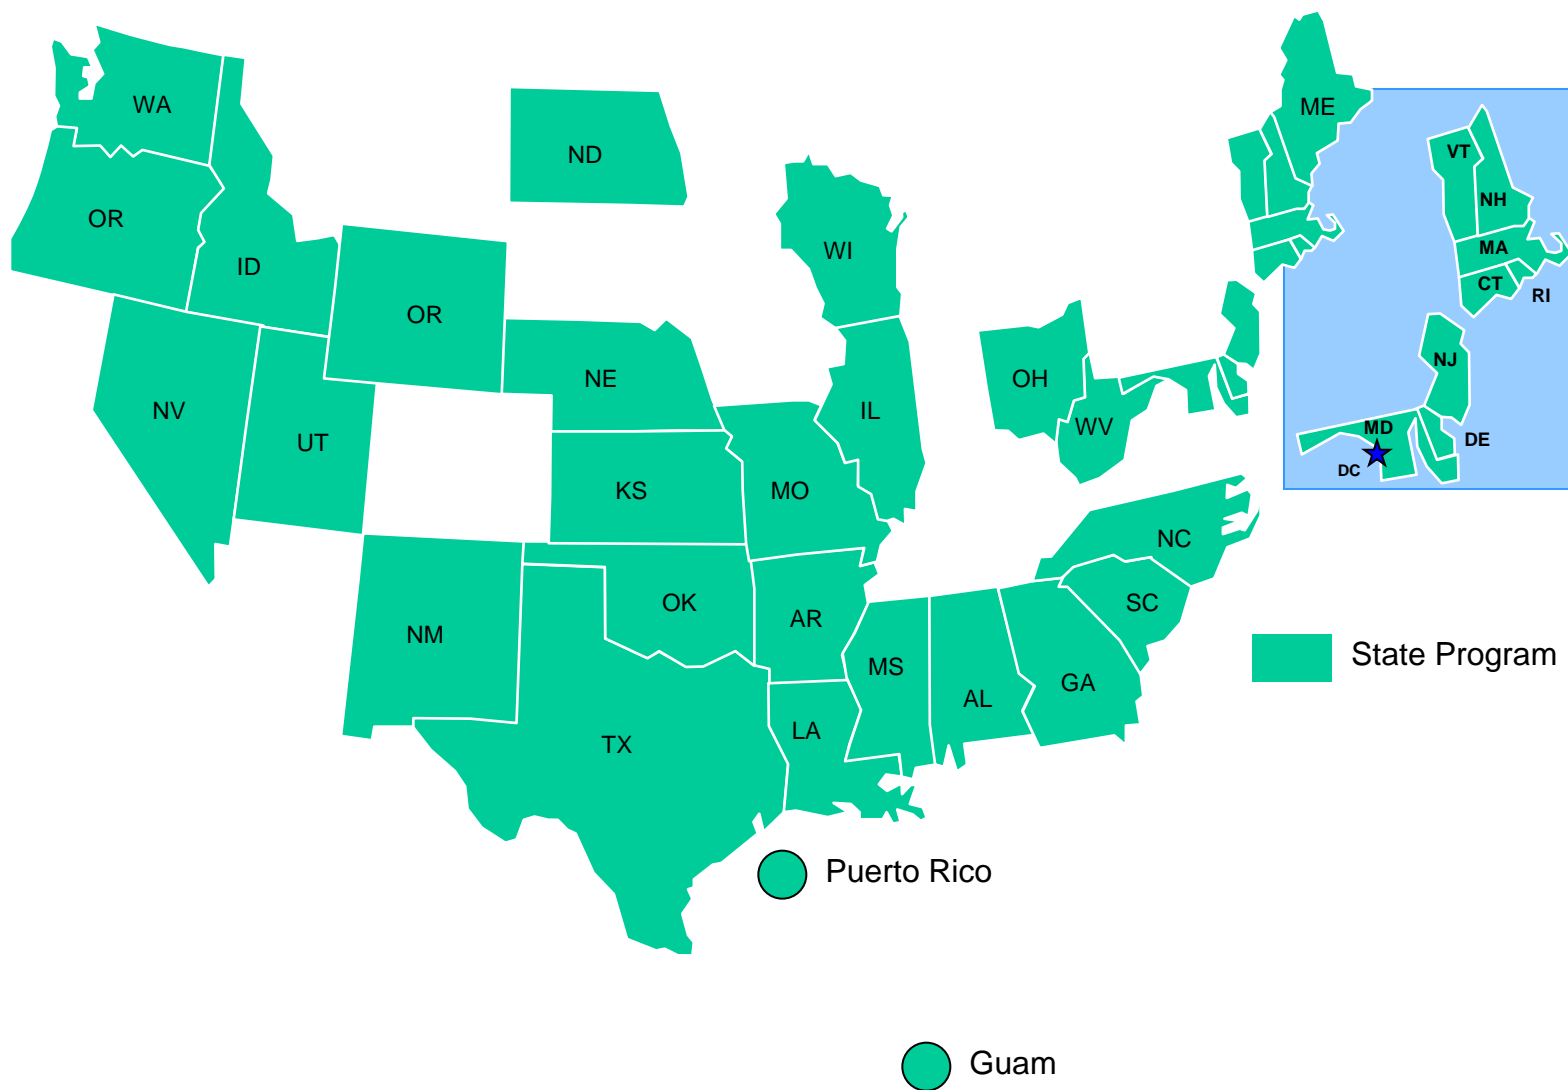 ME
WA
VT
ND
NH
OR
WI
MA
ID
CT
RI
OR
NJ
NE
OH
NV
IL
WV
MD
UT
DE
DC
KS
MO
NC
OK
SC
AR
NM
State Program
MS
GA
AL
LA
TX
Puerto Rico
Guam